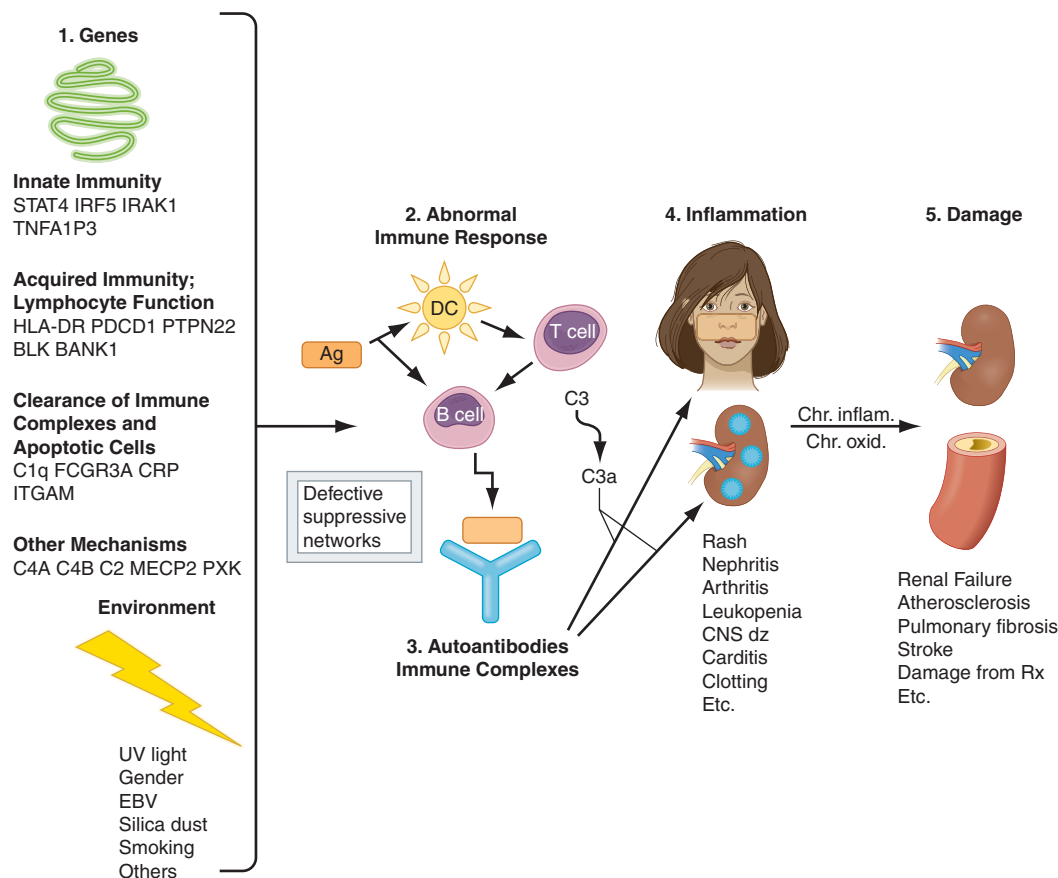 1. Genes
Innate Immunity
STAT4 IRF5 IRAK1
TNFA1P3
Acquired Immunity;
Lymphocyte Function
HLA-DR PDCD1 PTPN22
BLK BANK1
Clearance of Immune
Complexes and
Apoptotic Cells
C1q FCGR3A CRP
ITGAM
Other Mechanisms
C4A C4B C2 MECP2 PXK
Environment
UV light
Gender
EBV
Silica dust
Smoking
Others
2. Abnormal
Immune Response
DC
T cell
Ag
B cell
C3
C3a
Defective
suppressive
networks
3. Autoantibodies
Immune Complexes
4. Inflammation
Rash
Nephritis
Arthritis
Leukopenia
CNS dz
Carditis
Clotting
Etc.
Chr. inflam.
Chr. oxid.
5. Damage
Renal Failure
Atherosclerosis
Pulmonary fibrosis
Stroke
Damage from Rx
Etc.